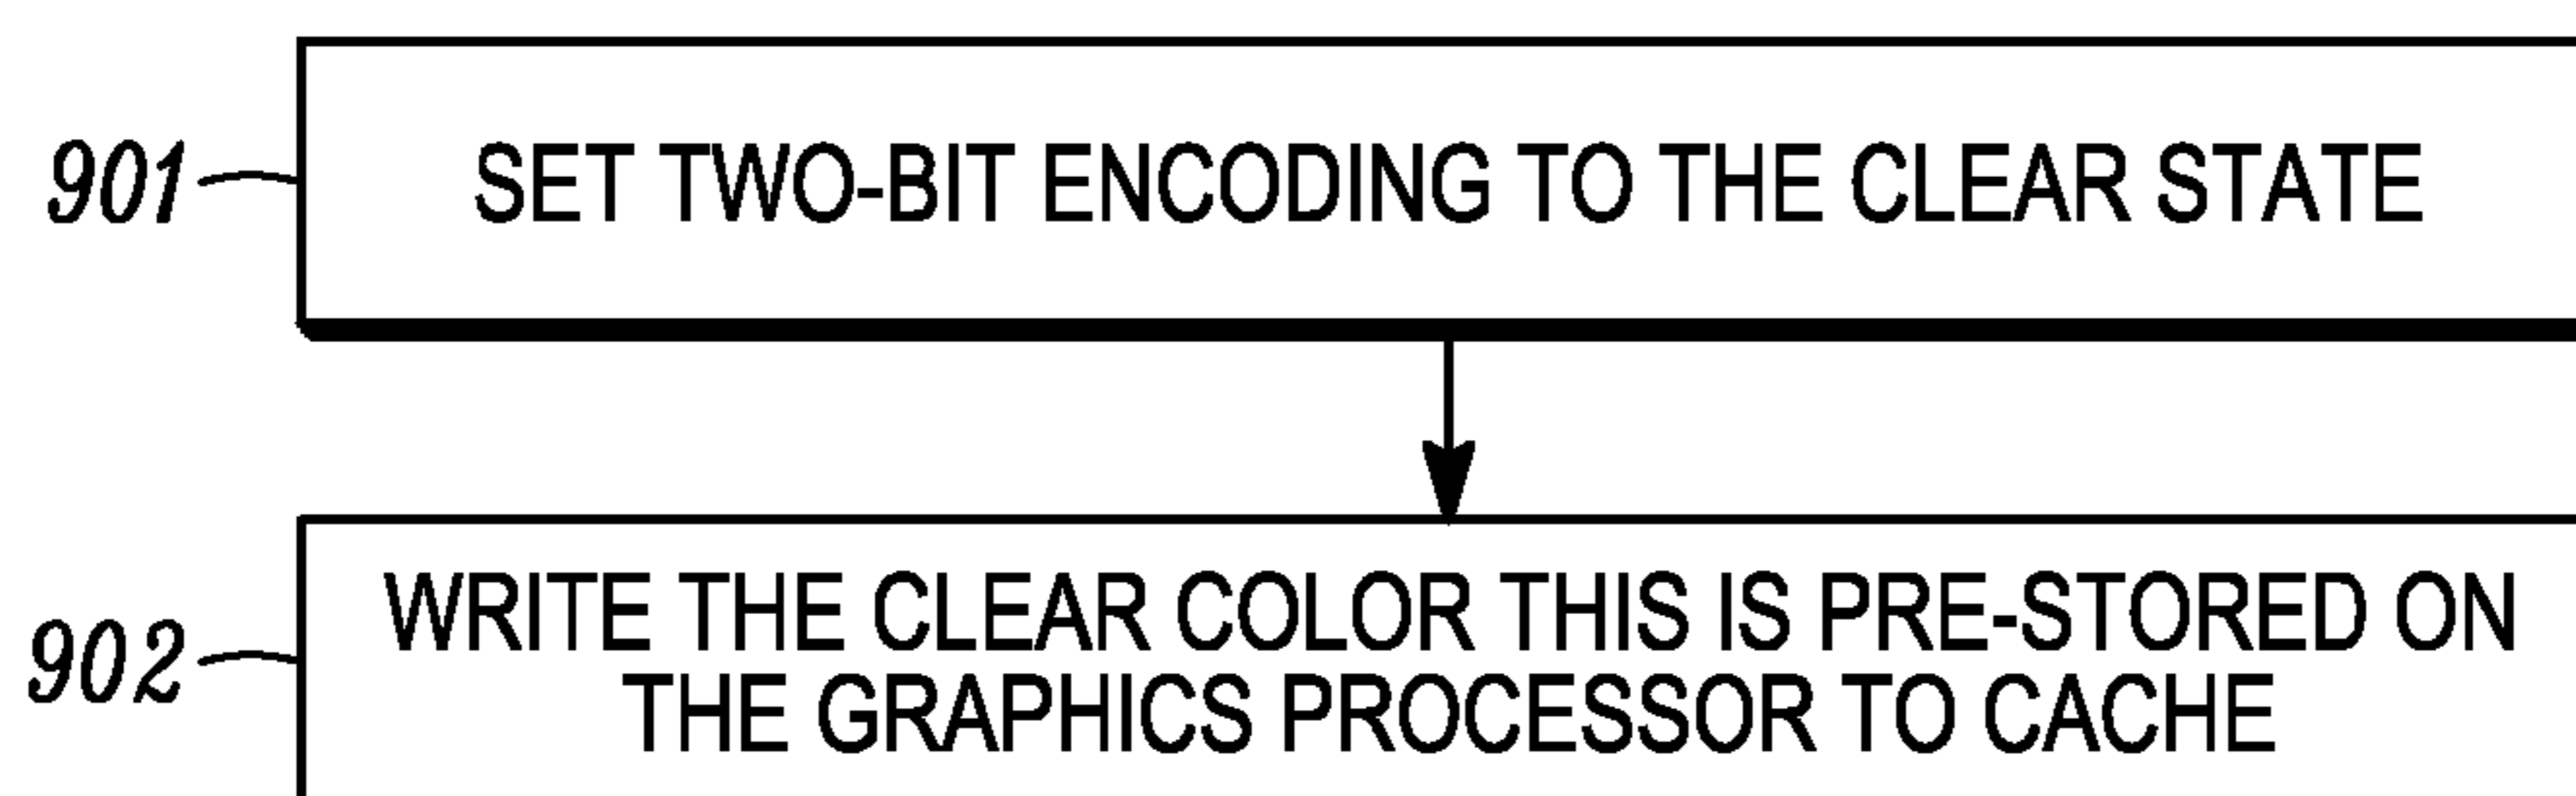 901
SET TWO-BIT ENCODING TO THE CLEAR STATE
902
WRITE THE CLEAR COLOR THIS IS PRE-STORED ON
THE GRAPHICS PROCESSOR TO CACHE